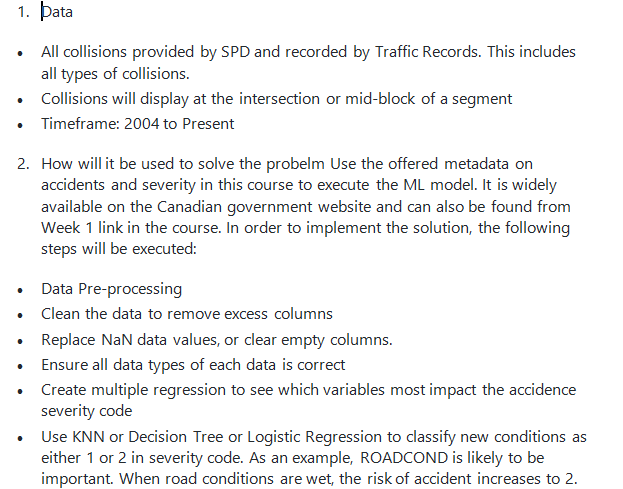 1. Data
• All collisions provided by SPD and recorded by Traffic Records. This includes
all types of collisions.
• Collisions will display at the intersection or mid-block of a segment
• Timeframe: 2004 to Present
2. How will it be used to solve the probelm Use the offered metadata on
accidents and severity in this course to execute the ML model. It is widely
available on the Canadian government website and can also be found from
Week 1 link in the course. In order to implement the solution, the following
steps will be executed:
• Data Pre-processing
• Clean the data to remove excess columns
• Replace NaN data values, or clear empty columns.
• Ensure all data types of each data is correct
• Create multiple regression to see which variables most impact the accidence
severity code
• Use KNN or Decision Tree or Logistic Regression to classify new conditions as
either 1 or 2 in severity code. As an example, ROADCOND is likely to be
important. When road conditions are wet, the risk of accident increases to 2.